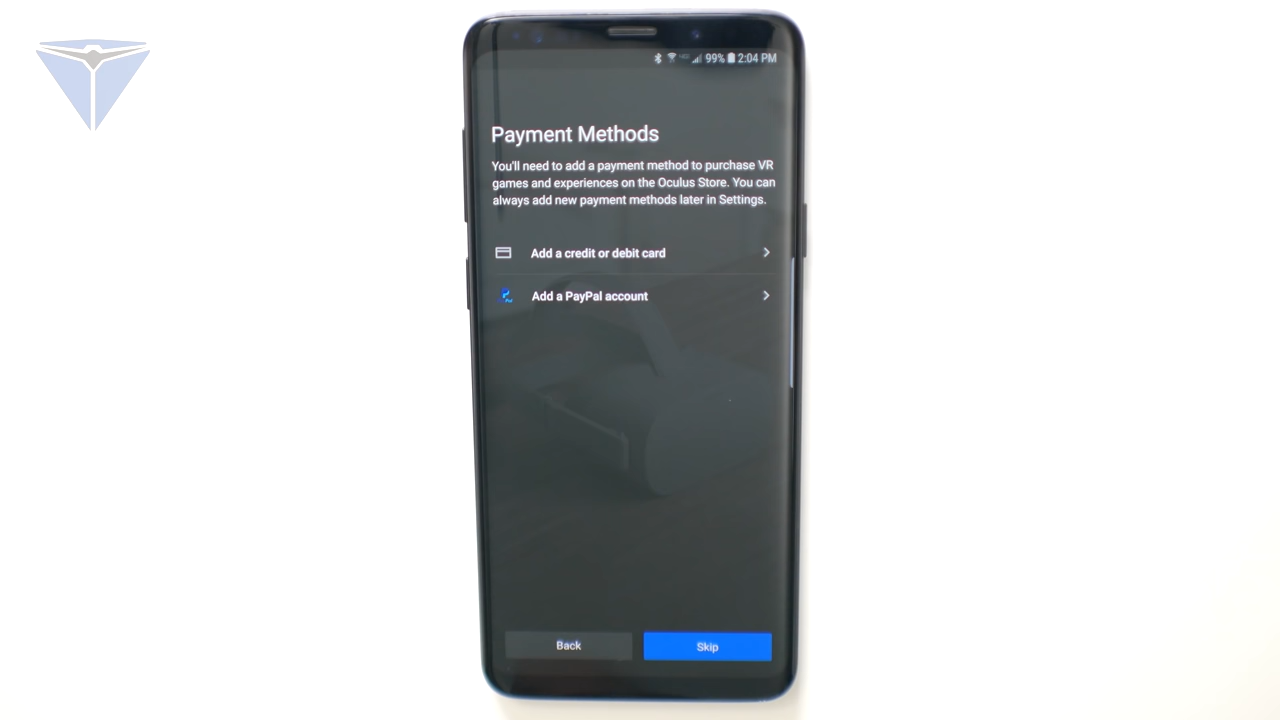 99% 2:04 PM
Payment Methods
You'll need to add a payment method to purchase VR
games and experiences on the Oculus Store. You can
always add new payment methods later in Settings.
Add a credit or debit card
Add a PayPal account
Back
Skip